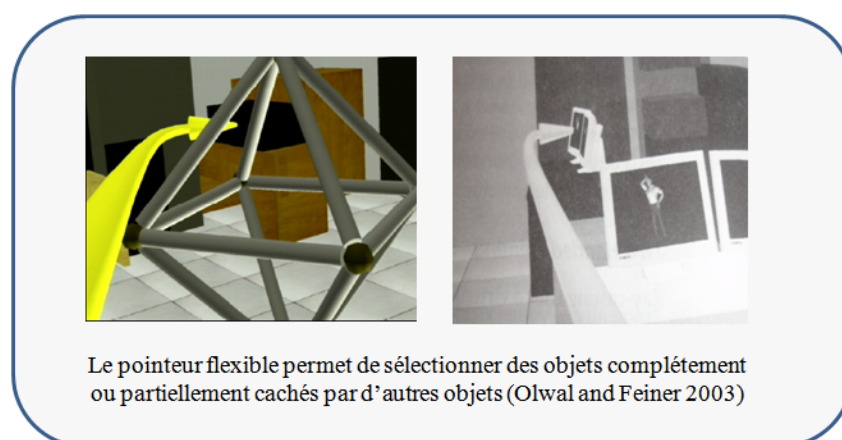 Le pointeur flexible permet de sélectionner des objets complétement
ou partiellement cachés par d'autres objets (Olwal and Feiner 2003)